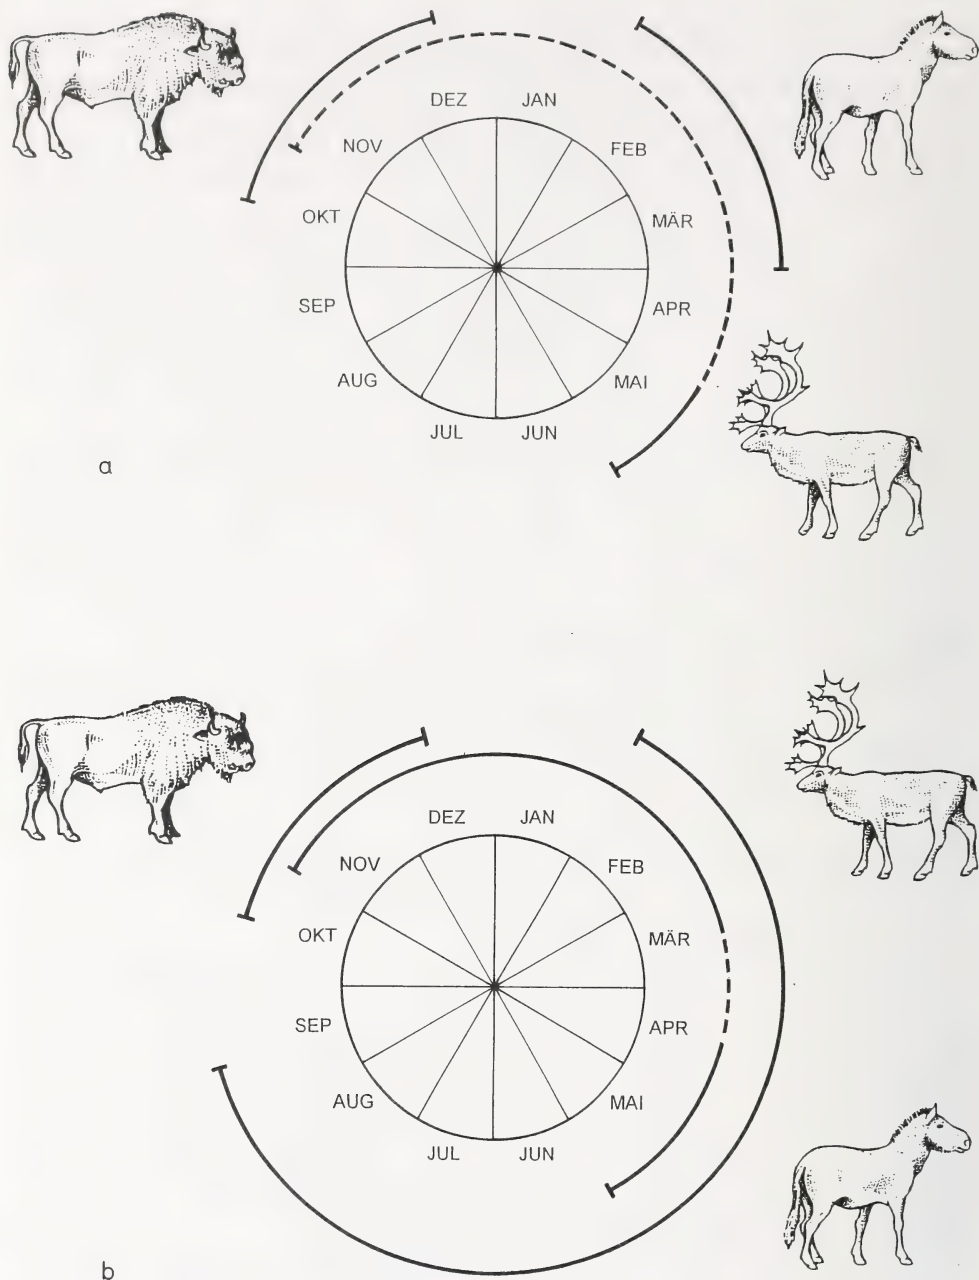 DEZ JAN
NOV FEB
OKT MÄR
SEP APR
AUG MAI
JUL JUN
a
DEZ JAN
NOV FEB
OKT MÄR
SEP APR
AUG MAI
JUL JUN
b